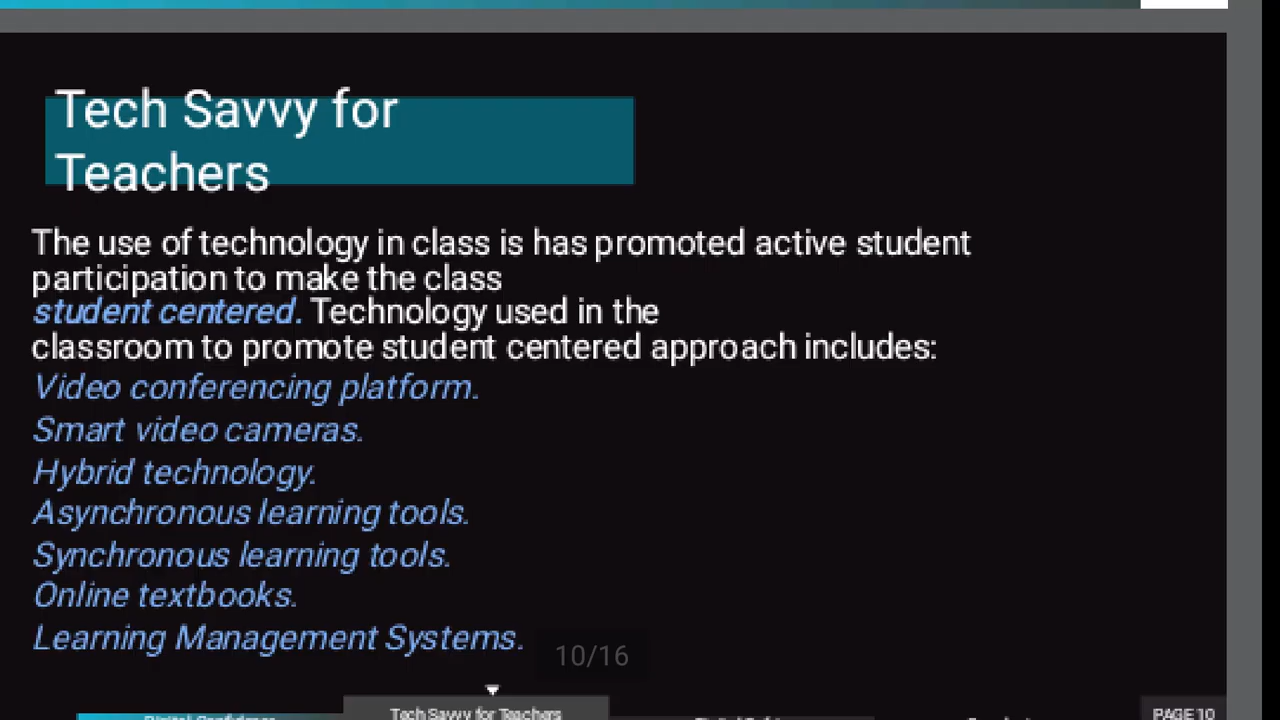 Tech Savvy for
Teachers
The use of technology in class is has promoted active student
participation to make the class
student centered. Technology used in the
classroom to promote student centered approach includes:
Video conferencing platform.
Smart video cameras.
Hybrid technology.
Asynchronous learning tools.
Synchronous learning tools.
Online textbooks.
Learning Management Systems.
10/16
Tech Savvy for Teachers
PAGE 10